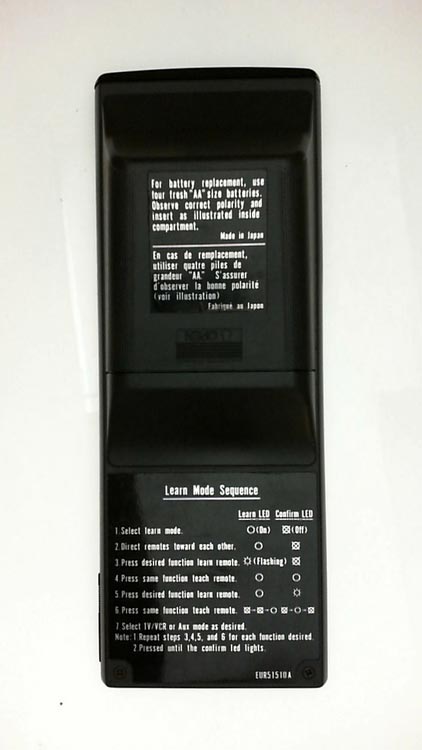 For battery replacement, use
four fresh "AA" size batteries.
Observe correct polarity and
insert as illustrated inside
compartment.
Made in Japan
En cas de remplacement,
utiliser quatre piles de
grandeur "AA." S'assurer
d'observer la bonne polarité
(voir illustration)
Fabriqué au Japon
Learn Mode Sequence
Learn LED Confirm LED
1.Select learn mode. (On) (Off)
2.Direct remotes toward each other.
3.Press desired function learn remote. (Flashing)
4 Press same function teach remote.
5 Press desired function learn remote.
6 Press same function teach remote.
7 Select TV/VCR or Aux mode as desired.
Note: 1 Repeat steps 3,4,5, and 6 for each function desired.
2 Pressed until the confirm led lights.
EUR51511A